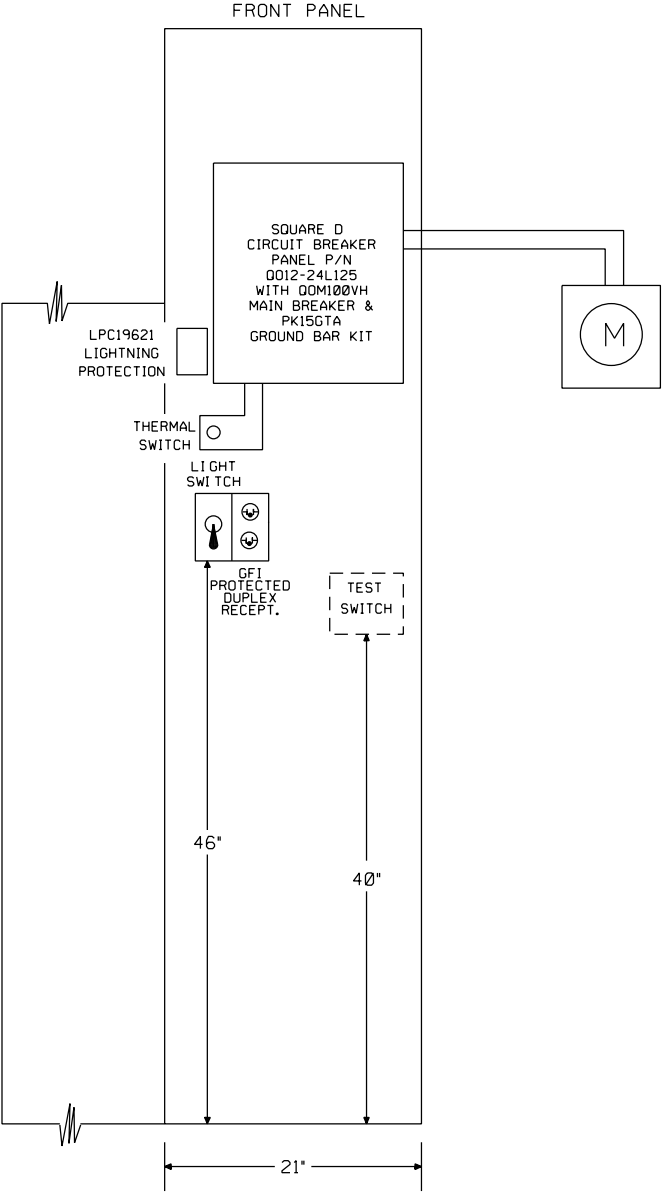 FRONT PANEL
SQUARE D
CIRCUIT BREAKER
PANEL P/N
QO12-24L125
WITH QOM100VH
MAIN BREAKER &
PK15GTA
GROUND BAR KIT
M
LPC19621
LIGHTNING
PROTECTION
THERMAL
SWITCH
LIGHT
SWITCH
GFI
PROTECTED
DUPLEX
RECEPT.
TEST
SWITCH
46"
40"
21"